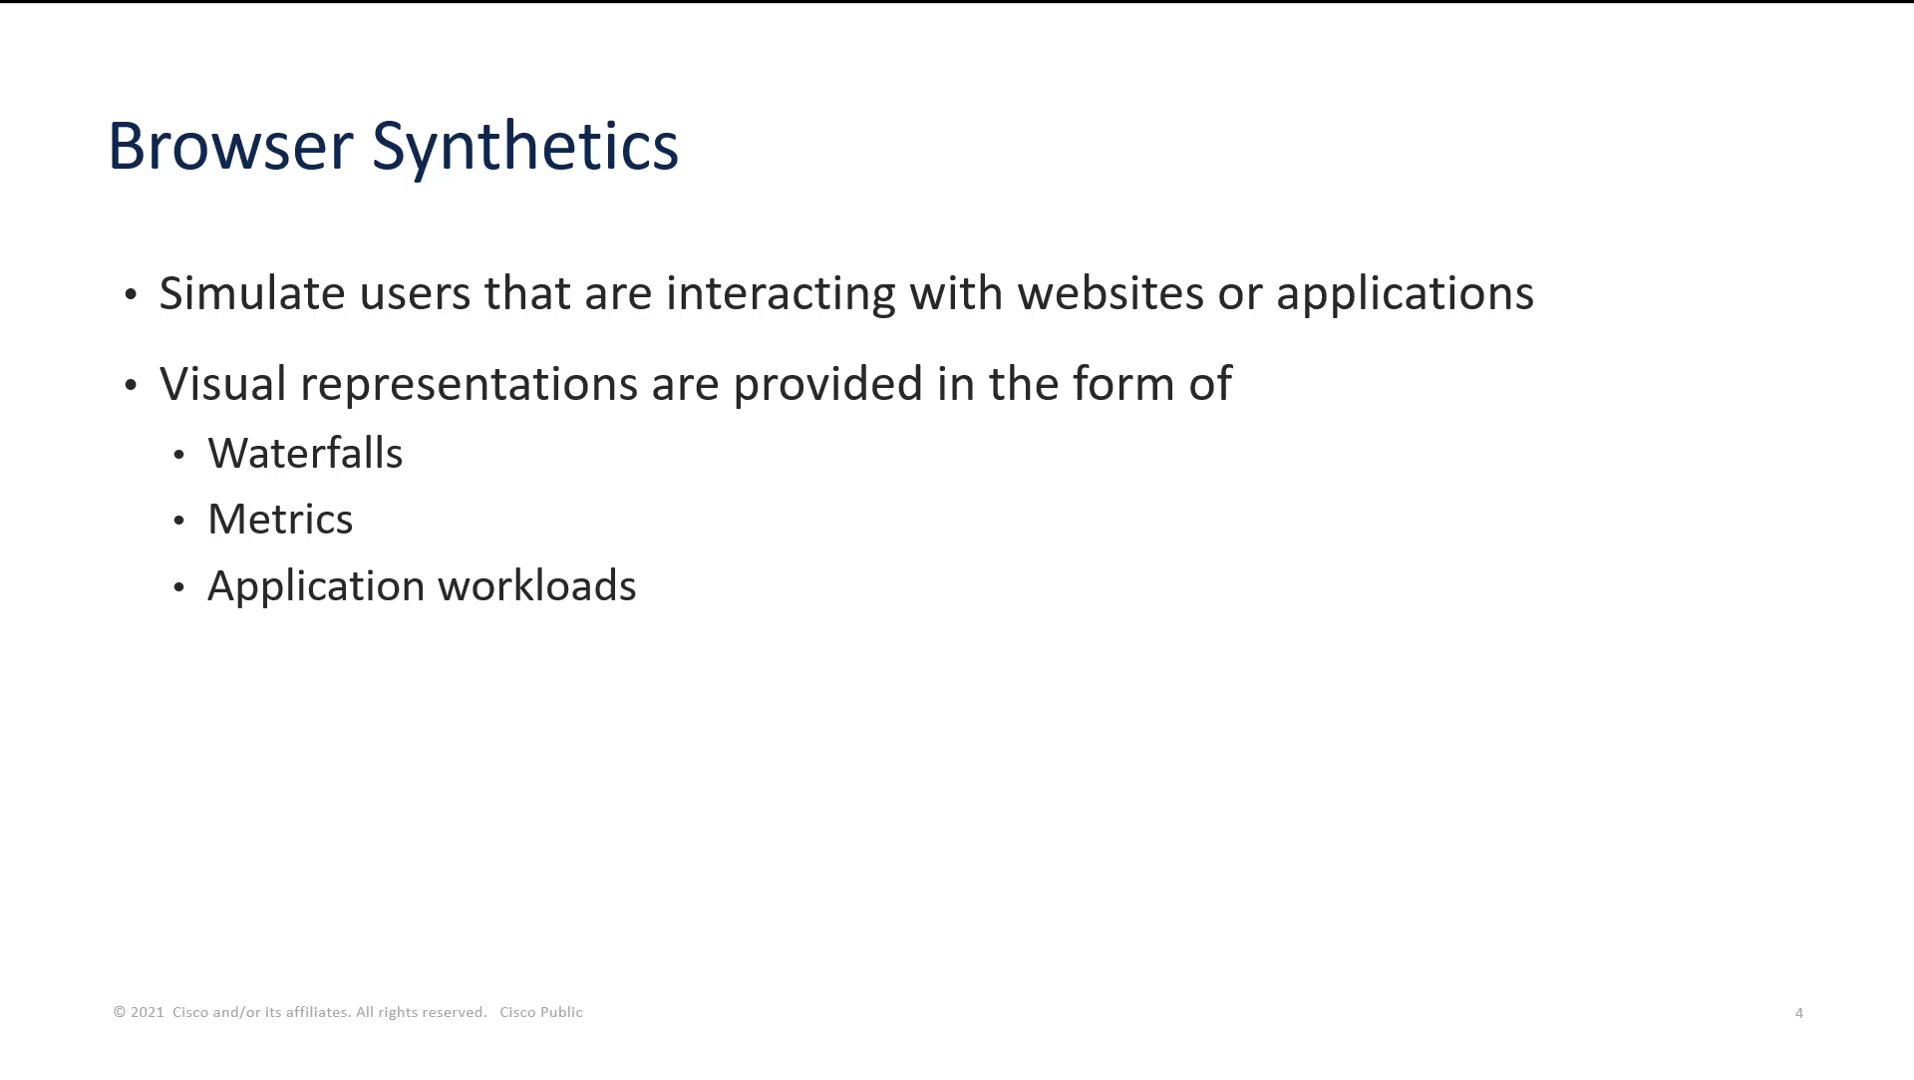 Browser Synthetics
• Simulate users that are interacting with websites or applications
• Visual representations are provided in the form of
• Waterfalls
• Metrics
• Application workloads
© 2021 Cisco and/or its affiliates. All rights reserved. Cisco Public
4